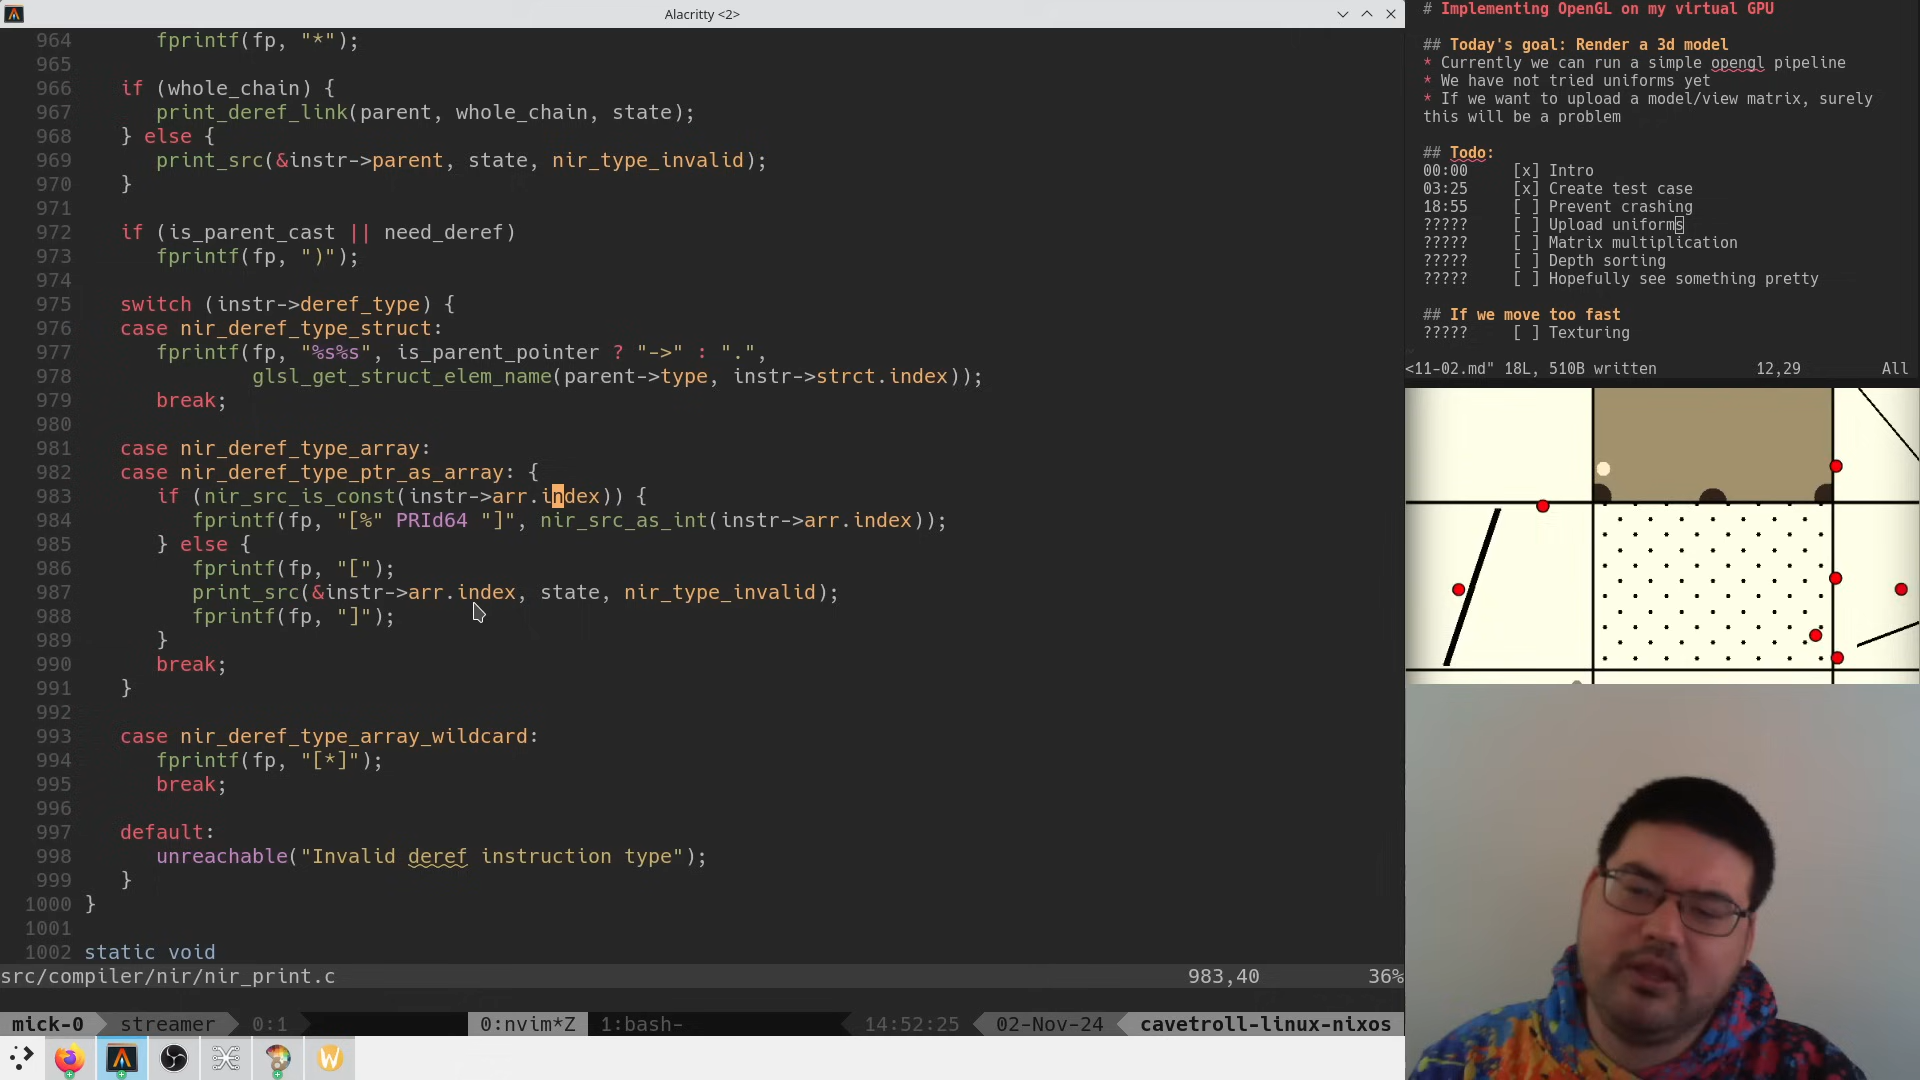 Alacritty <2>
964 fprintf(fp, "*");
965
966 if (whole_chain) {
967 print_deref_link(parent, whole_chain, state);
968 } else {
969 print_src(&instr->parent, state, nir_type_invalid);
970 }
971
972 if (is_parent_cast || need_deref)
973 fprintf(fp, ")");
974
975 switch (instr->deref_type) {
976 case nir_deref_type_struct:
977 fprintf(fp, "%s%s", is_parent_pointer ? "->" : ".",
978 glsl_get_struct_elem_name(parent->type, instr->strct.index));
979 break;
980
981 case nir_deref_type_array:
982 case nir_deref_type_ptr_as_array: {
983 if (nir_src_is_const(instr->arr.index)) {
984 fprintf(fp, "[%" PRId64 "]", nir_src_as_int(instr->arr.index));
985 } else {
986 fprintf(fp, "[");
987 print_src(&instr->arr.index, state, nir_type_invalid);
988 fprintf(fp, "]");
989 }
990 break;
991 }
992
993 case nir_deref_type_array_wildcard:
994 fprintf(fp, "[*]");
995 break;
996
997 default:
998 unreachable("Invalid deref instruction type");
999 }
1000 }
1001
1002 static void
src/compiler/nir/nir_print.c 983,40 36%
mick-0 streamer 0:1 0:nvim*Z 1:bash- 14:52:25 02-Nov-24 cavetroll-linux-nixos
# Implementing OpenGL on my virtual GPU
## Today's goal: Render a 3d model
* Currently we can run a simple opengl pipeline
* We have not tried uniforms yet
* If we want to upload a model/view matrix, surely
this will be a problem
## Todo:
00:00 [x] Intro
03:25 [x] Create test case
18:55 [ ] Prevent crashing
????? [ ] Upload uniforms
????? [ ] Matrix multiplication
????? [ ] Depth sorting
????? [ ] Hopefully see something pretty
## If we move too fast
????? [ ] Texturing
<11-02.md" 18L, 510B written 12,29 All